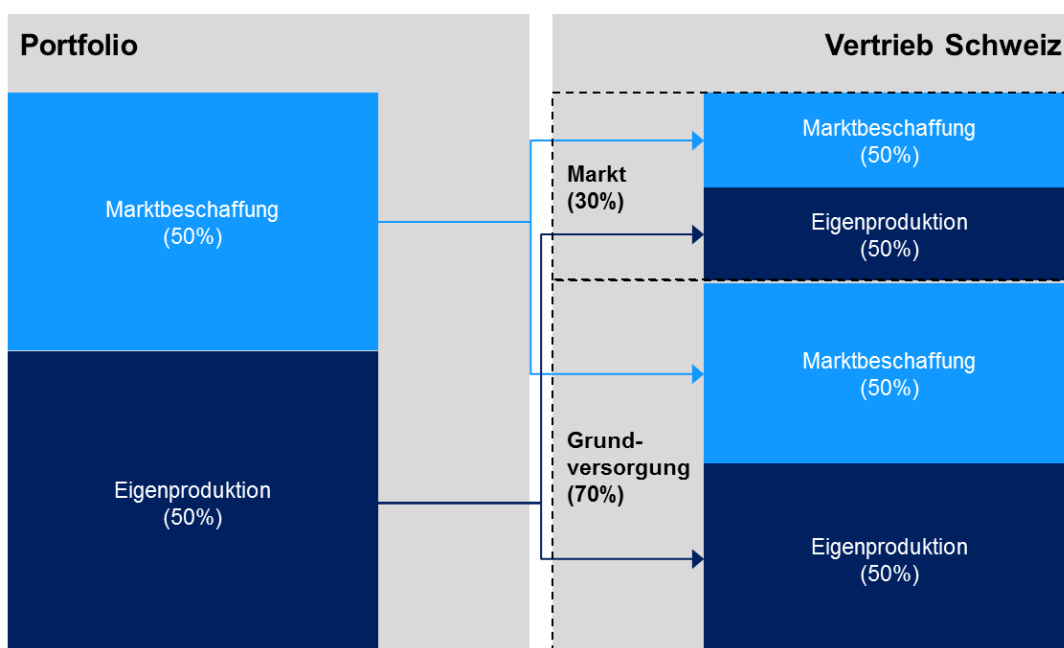 Portfolio
Vertrieb Schweiz
Marktbeschaffung
(50%)
Eigenproduktion
(50%)
Markt
(30%)
Marktbeschaffung
(50%)
Eigenproduktion
(50%)
Grund-
versorgung
(70%)
Marktbeschaffung
(50%)
Eigenproduktion
(50%)